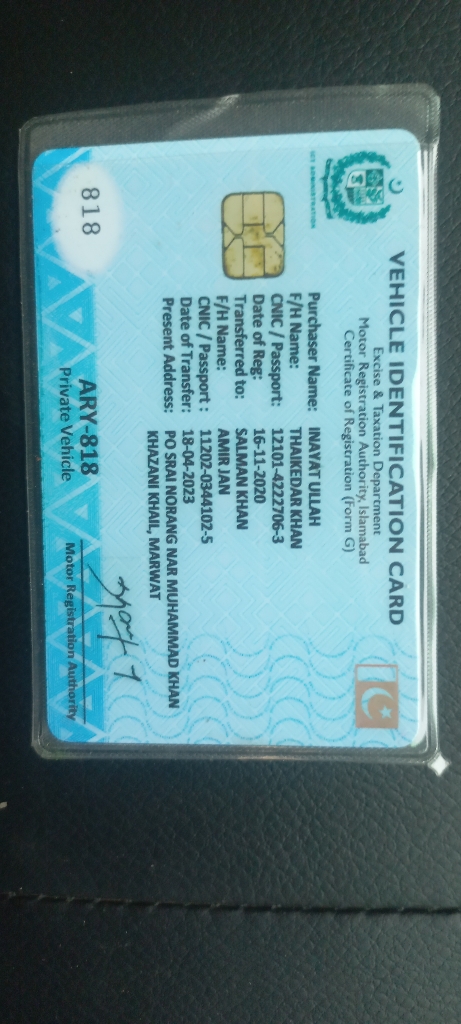 ICT ADMINISTRATION
VEHICLE IDENTIFICATION CARD
Excise & Taxation Department
Motor Registration Authority, Islamabad
Certificate of Registration (Form G)
Purchaser Name: INAYAT ULLAH
F/H Name: THAIKEDAR KHAN
CNIC / Passport: 12101-4222706-3
Date of Reg: 16-11-2020
Transferred to: SALMAN KHAN
F/H Name: AMIR JAN
CNIC / Passport : 11202-0344102-5
Date of Transfer: 18-04-2023
Present Address: PO SRAI NORANG NAR MUHAMMAD KHAN
KHAZANI KHAIL, MARWAT
818
ARY-818
Private Vehicle
Motor Registration Authority